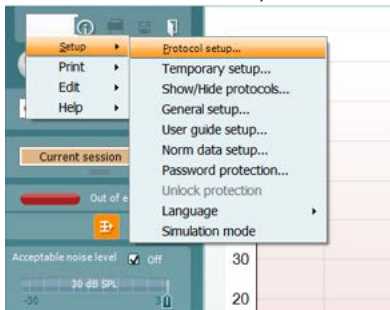 Setup
Print
Edit
Help
Protocol setup...
Temporary setup...
Show/Hide protocols...
General setup...
User guide setup...
Norm data setup...
Password protection...
Unlock protection
Language
Simulation mode
Current session
Out of e
Acceptable noise level Off
30 dB SPL
-30 30
30
20